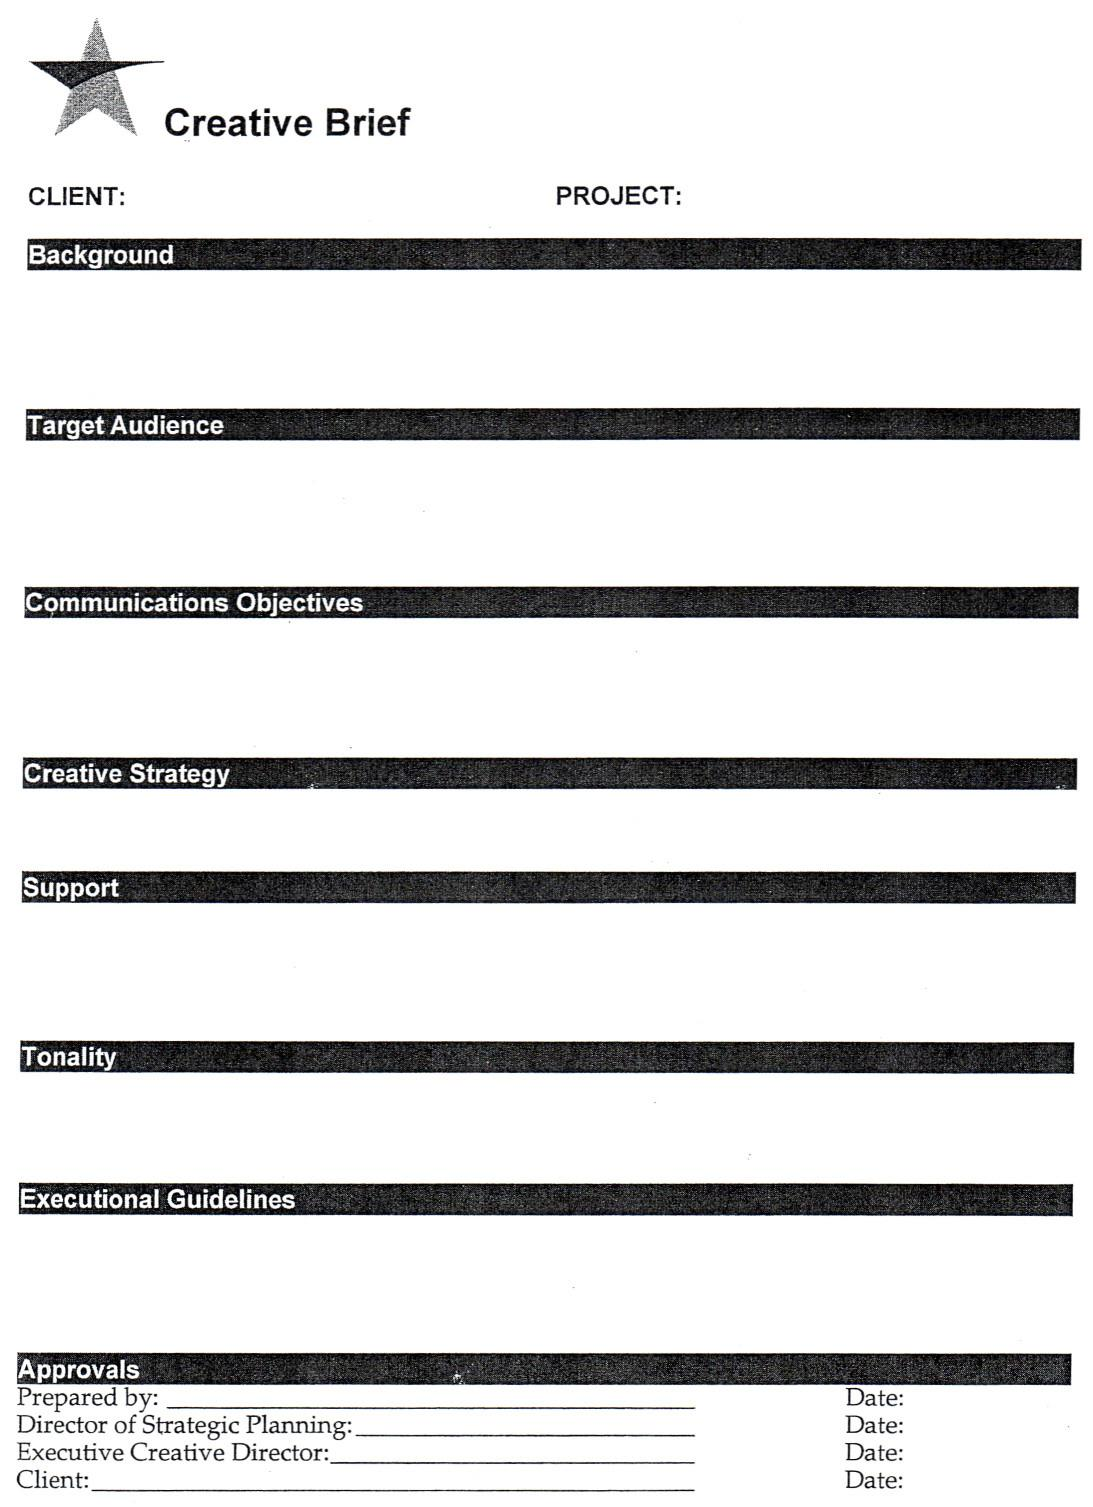 Creative Brief
CLIENT: PROJECT:
Background
Target Audience
Communications Objectives
Creative Strategy
Support
Tonality
Executional Guidelines
Approvals
Prepared by: Date:
Director of Strategic Planning: Date:
Executive Creative Director: Date:
Client: Date: